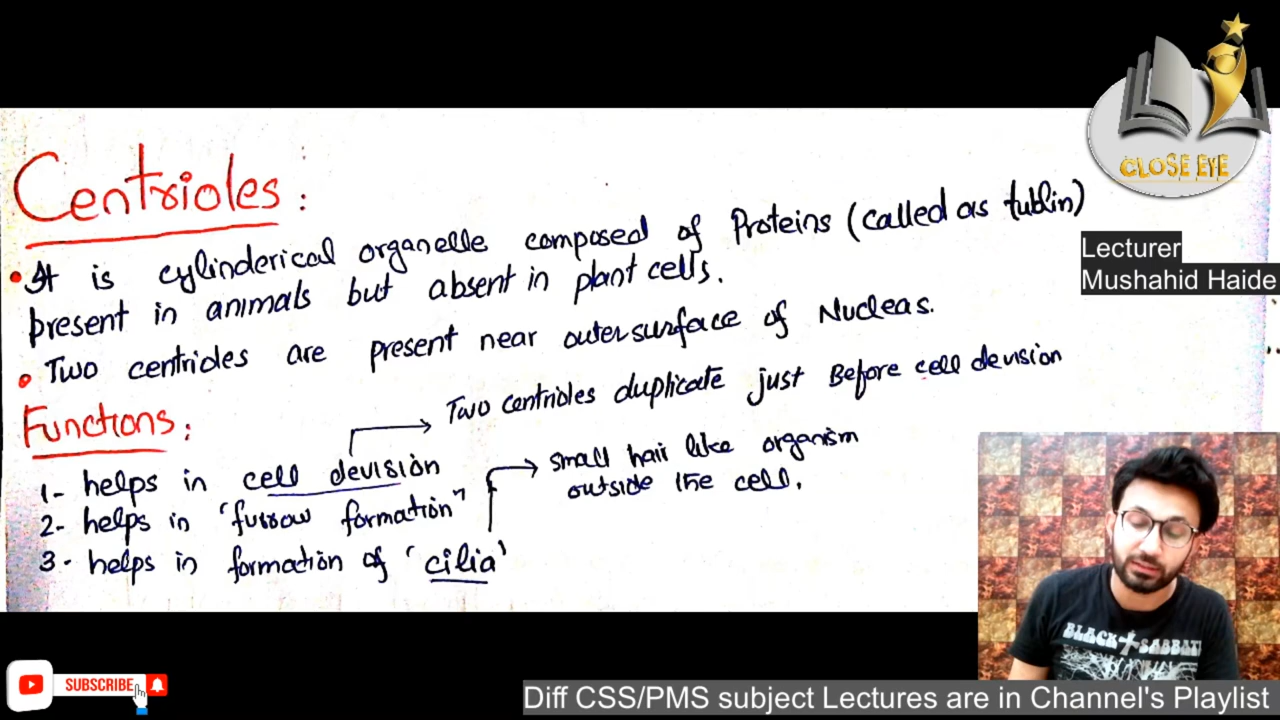 CLOSE EYE
Lecturer
Mushahid Haide
Centrioles :
It is cylinderical organelle composed of Proteins (called as tublin)
present in animals but absent in plant cells.
Two centrioles are present near outersurface of Nucleas.
Functions :
Two centrioles duplicate just Before cell devision
1- helps in cell devision
small hair like organism
outside the cell.
2- helps in "furrow formation"
3- helps in formation of 'cilia'
BLACK SABBAT
SUBSCRIBE
Diff CSS/PMS subject Lectures are in Channel's Playlist